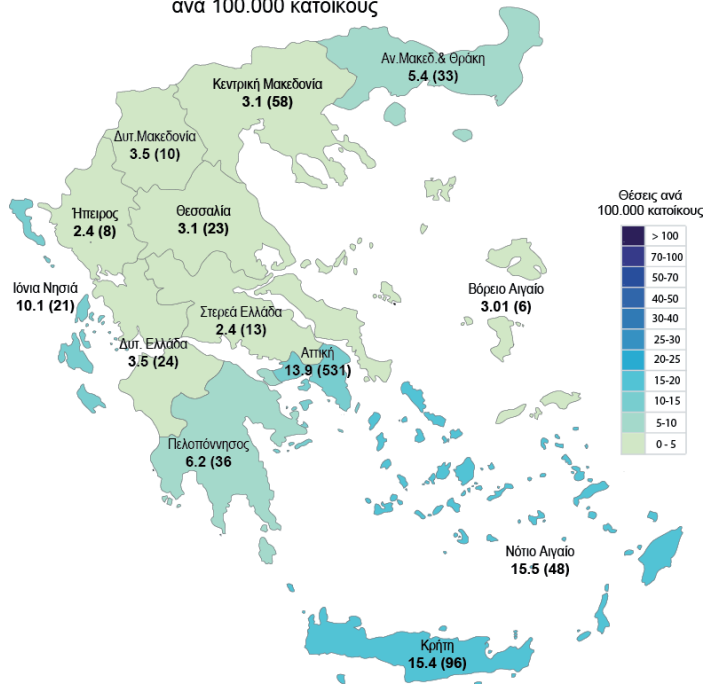 ανά 100.000 κατοίκους
Αν.Μακεδ.& Θράκη
5.4 (33)
Κεντρική Μακεδονία
3.1 (58)
Δυτ.Μακεδονία
3.5 (10)
Ήπειρος
2.4 (8)
Θεσσαλία
3.1 (23)
Ιόνια Νησιά
10.1 (21)
Στερεά Ελλάδα
2.4 (13)
Βόρειο Αιγαίο
3.01 (6)
Δυτ. Ελλάδα
3.5 (24)
Αττική
13.9 (531)
Πελοπόννησος
6.2 (36
Νότιο Αιγαίο
15.5 (48)
Κρήτη
15.4 (96)
Θέσεις ανά
100.000 κατοίκους
> 100
70-100
50-70
40-50
30-40
25-30
20-25
15-20
10-15
5-10
0 - 5